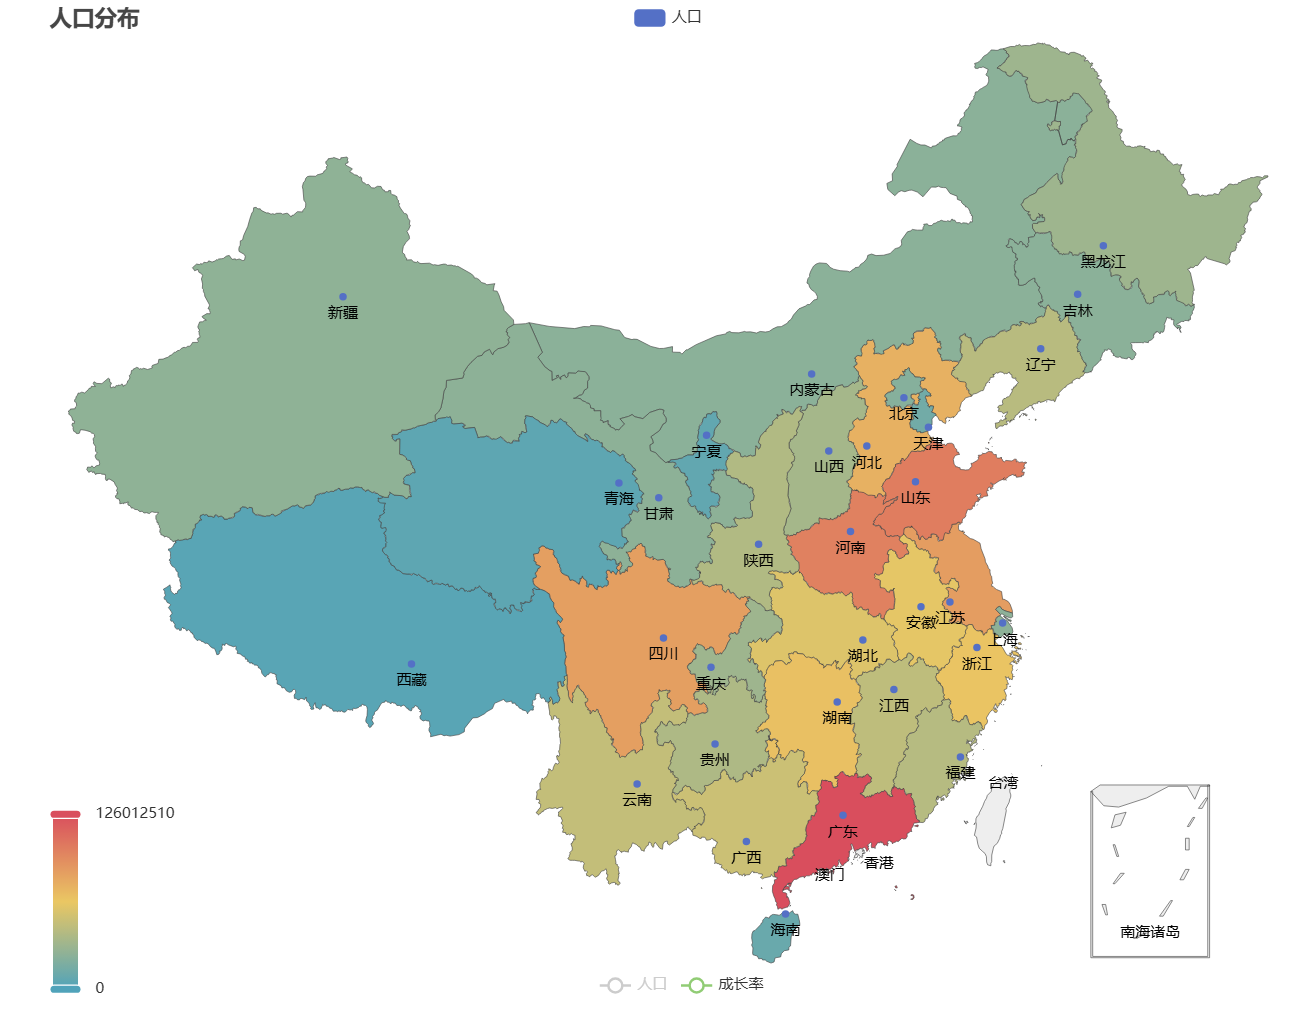 人口分布
人口
黑龙江
新疆
吉林
辽宁
内蒙古
北京
天津
宁夏
山西
河北
青海
甘肃
山东
陕西
河南
安徽
江苏
上海
四川
湖北
浙江
西藏
重庆
湖南
江西
贵州
福建
云南
台湾
126012510
广东
广西
香港
澳门
海南
南海诸岛
0
人口
成长率